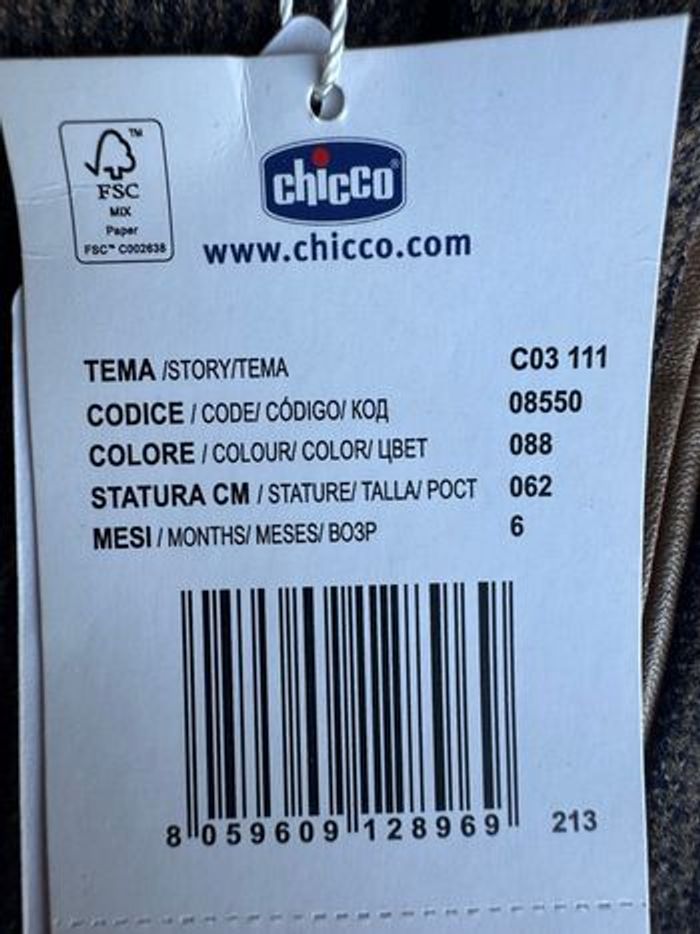 TM
FSC
MIX
Paper
FSC™ C002638
chicco®
www.chicco.com
TEMA /STORY/TEMA C03 111
CODICE / CODE/ CÓDIGO/ КОД 08550
COLORE / COLOUR/ COLOR/ ЦВЕТ 088
STATURA CM / STATURE/ TALLA/ РОСТ 062
MESI / MONTHS/ MESES/ ВОЗР 6
8 059609 128969 213